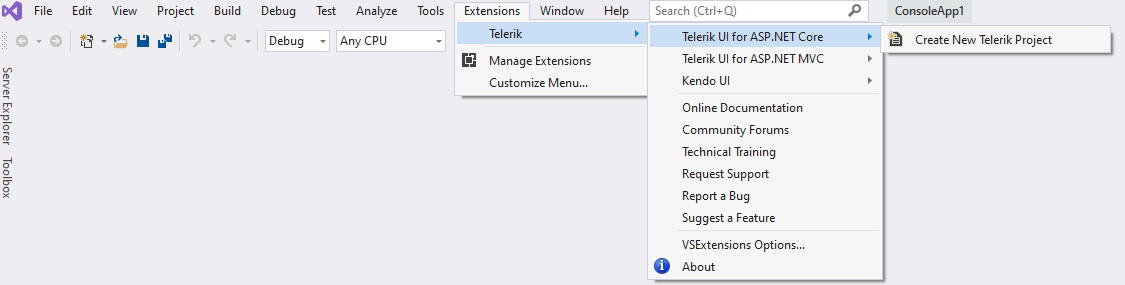 File Edit View Project Build Debug Test Analyze Tools Extensions Window Help Search (Ctrl+Q) ConsoleApp1
Debug Any CPU
Telerik
Manage Extensions
Customize Menu...
Telerik UI for ASP.NET Core
Telerik UI for ASP.NET MVC
Kendo UI
Online Documentation
Community Forums
Technical Training
Request Support
Report a Bug
Suggest a Feature
VSExtensions Options...
About
Create New Telerik Project
Server Explorer
Toolbox